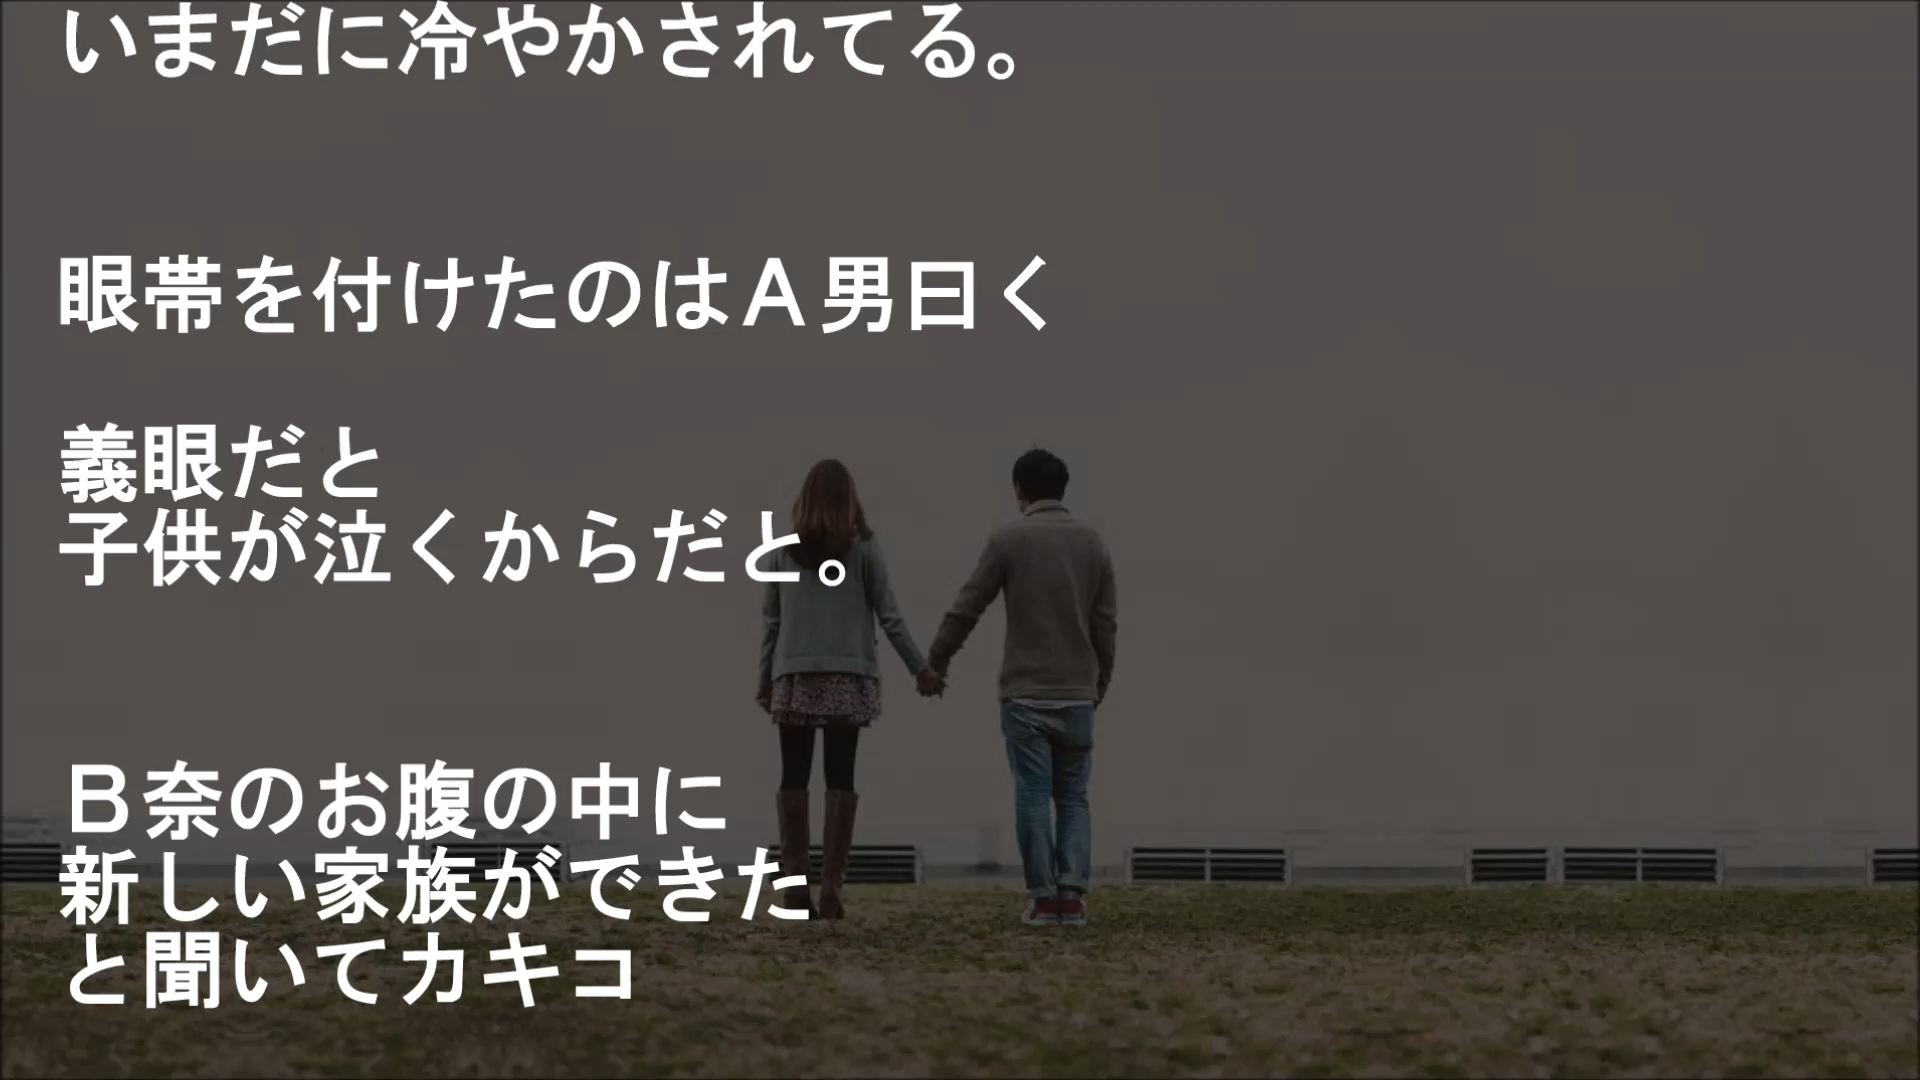 いまだに冷やかされてる。
眼帯を付けたのはＡ男曰く
義眼だと
子供が泣くからだと。
Ｂ奈のお腹の中に
新しい家族ができた
と聞いてカキコ